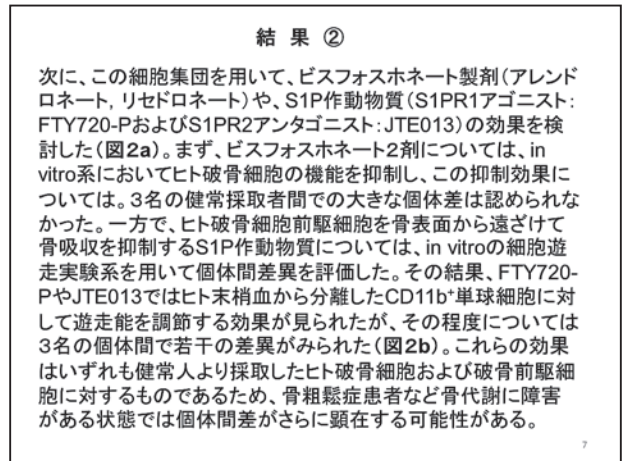 結 果 ②
次に、この細胞集団を用いて、ビスフォスホネート製剤(アレンド
ロネート, リセドロネート)や、S1P作動物質(S1PR1アゴニスト:
FTY720-PおよびS1PR2アンタゴニスト:JTE013)の効果を検
討した(図2a)。まず、ビスフォスホネート2剤については、in
vitro系においてヒト破骨細胞の機能を抑制し、この抑制効果に
ついては。3名の健常採取者間での大きな個体差は認められな
かった。一方で、ヒト破骨細胞前駆細胞を骨表面から遠ざけて
骨吸収を抑制するS1P作動物質については、in vitroの細胞遊
走実験系を用いて個体間差異を評価した。その結果、FTY720-
PやJTE013ではヒト末梢血から分離したCD11b⁺単球細胞に対
して遊走能を調節する効果が見られたが、その程度については
3名の個体間で若干の差異がみられた(図2b)。これらの効果
はいずれも健常人より採取したヒト破骨細胞および破骨前駆細
胞に対するものであるため、骨粗鬆症患者など骨代謝に障害
がある状態では個体間差がさらに顕在する可能性がある。
7